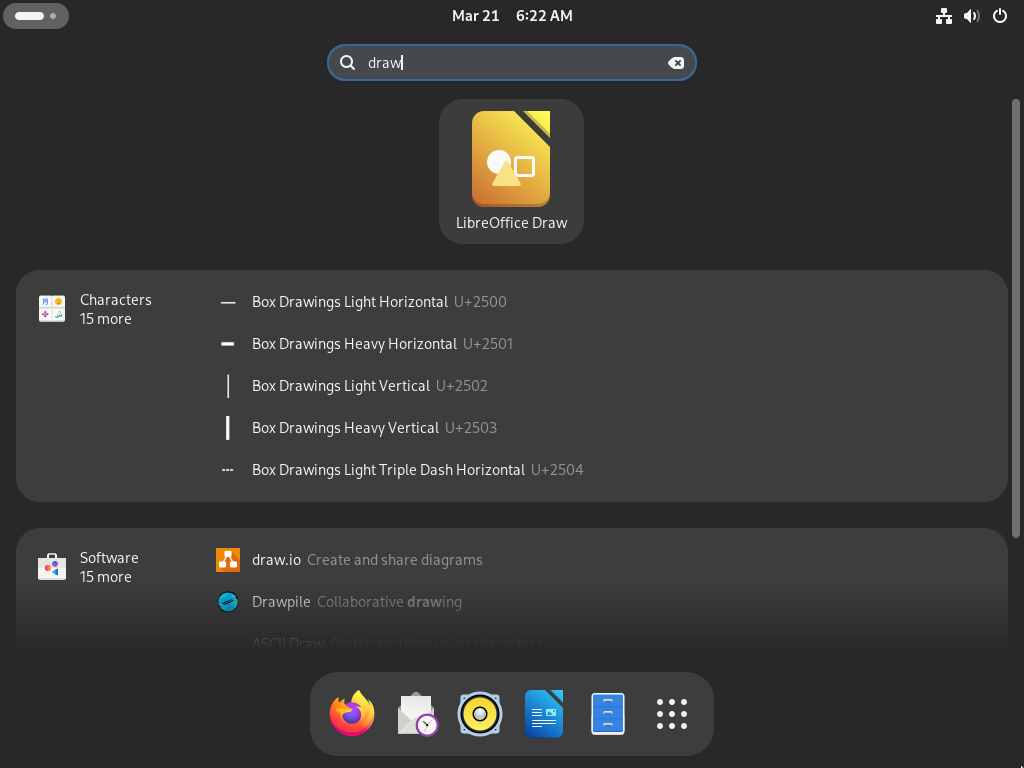 Mar 21 6:22 AM
draw
LibreOffice Draw
Characters
15 more
Box Drawings Light Horizontal U+2500
Box Drawings Heavy Horizontal U+2501
Box Drawings Light Vertical U+2502
Box Drawings Heavy Vertical U+2503
Box Drawings Light Triple Dash Horizontal U+2504
Software
15 more
draw.io Create and share diagrams
Drawpile Collaborative drawing
ASCII Draw Sketch anything using characters